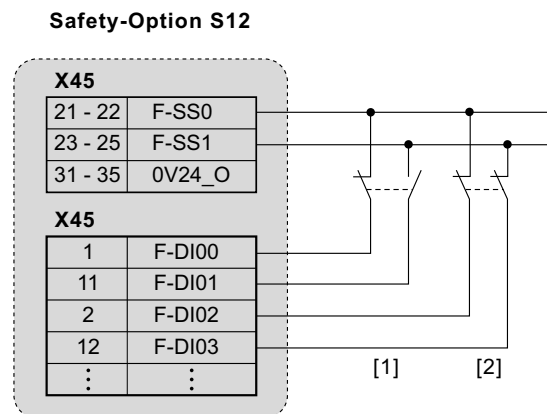 Safety-Option S12
X45
21 - 22 F-SS0
23 - 25 F-SS1
31 - 35 0V24_O
X45
1 F-DI00
11 F-DI01
2 F-DI02
12 F-DI03
[1] [2]